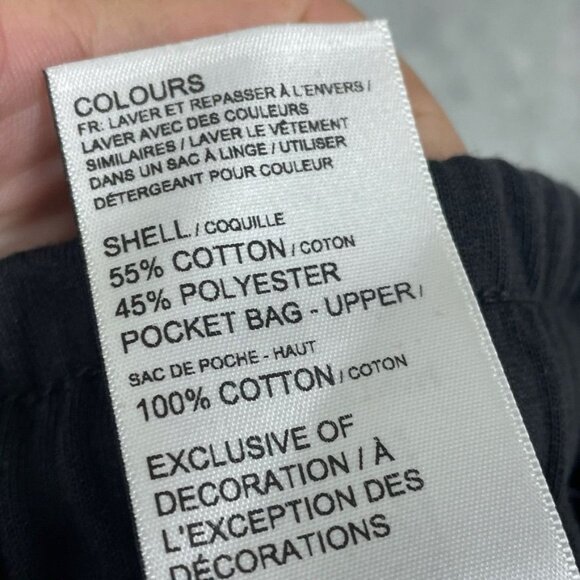 COLOURS
FR: LAVER ET REPASSER À L'ENVERS /
LAVER AVEC DES COULEURS
SIMILAIRES / LAVER LE VÊTEMENT
DANS UN SAC À LINGE / UTILISER
DÉTERGEANT POUR COULEUR
SHELL / COQUILLE
55% COTTON / COTON
45% POLYESTER
POCKET BAG - UPPER /
SAC DE POCHE - HAUT
100% COTTON / COTON
EXCLUSIVE OF
DECORATION / À
L'EXCEPTION DES
DÉCORATIONS